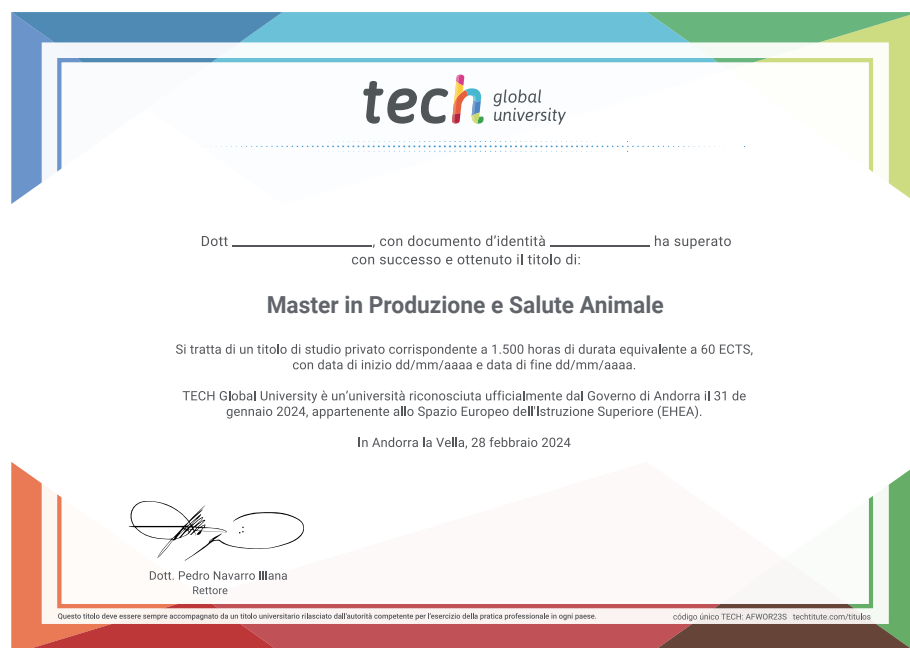 tech global university
Dott ____________, con documento d'identità ____________ ha superato
con successo e ottenuto il titolo di:
Master in Produzione e Salute Animale
Si tratta di un titolo di studio privato corrispondente a 1.500 horas di durata equivalente a 60 ECTS,
con data di inizio dd/mm/aaaa e data di fine dd/mm/aaaa.
TECH Global University è un'università riconosciuta ufficialmente dal Governo di Andorra il 31 de
gennaio 2024, appartenente allo Spazio Europeo dell'Istruzione Superiore (EHEA).
In Andorra la Vella, 28 febbraio 2024
Dott. Pedro Navarro Illana
Rettore
Questo titolo deve essere sempre accompagnato da un titolo universitario rilasciato dall'autorità competente per l'esercizio della pratica professionale in ogni paese.
código único TECH: AFWOR23S techtitute.com/titulos